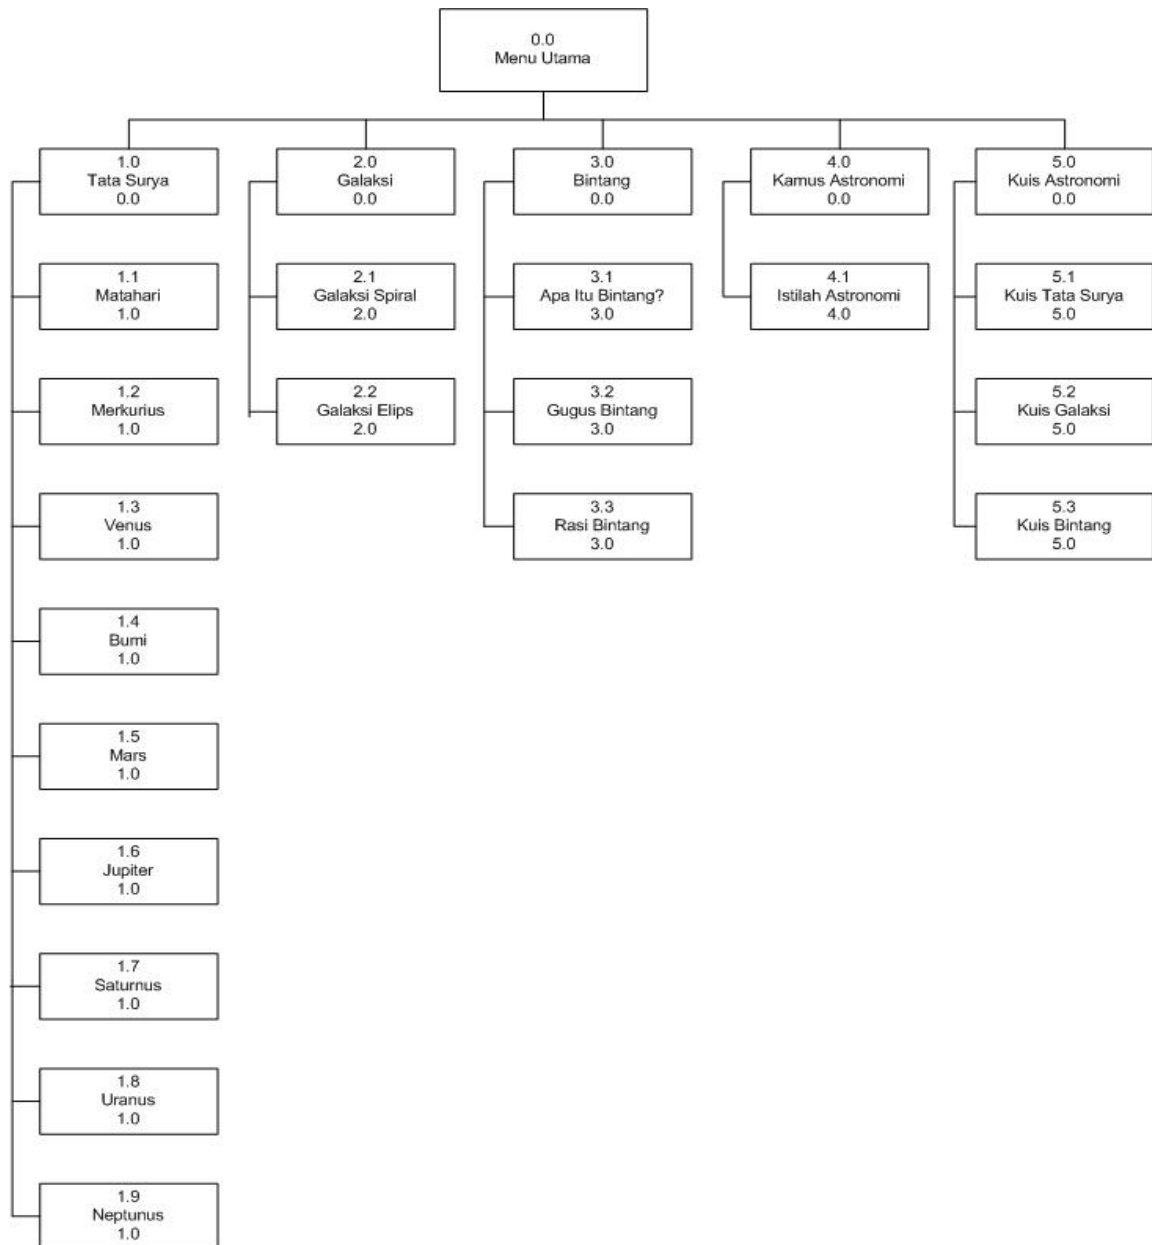 0.0
Menu Utama
1.0
Tata Surya
0.0
2.0
Galaksi
0.0
3.0
Bintang
0.0
4.0
Kamus Astronomi
0.0
5.0
Kuis Astronomi
0.0
1.1
Matahari
1.0
2.1
Galaksi Spiral
2.0
3.1
Apa Itu Bintang?
3.0
4.1
Istilah Astronomi
4.0
5.1
Kuis Tata Surya
5.0
1.2
Merkurius
1.0
2.2
Galaksi Elips
2.0
3.2
Gugus Bintang
3.0
5.2
Kuis Galaksi
5.0
1.3
Venus
1.0
3.3
Rasi Bintang
3.0
5.3
Kuis Bintang
5.0
1.4
Bumi
1.0
1.5
Mars
1.0
1.6
Jupiter
1.0
1.7
Saturnus
1.0
1.8
Uranus
1.0
1.9
Neptunus
1.0